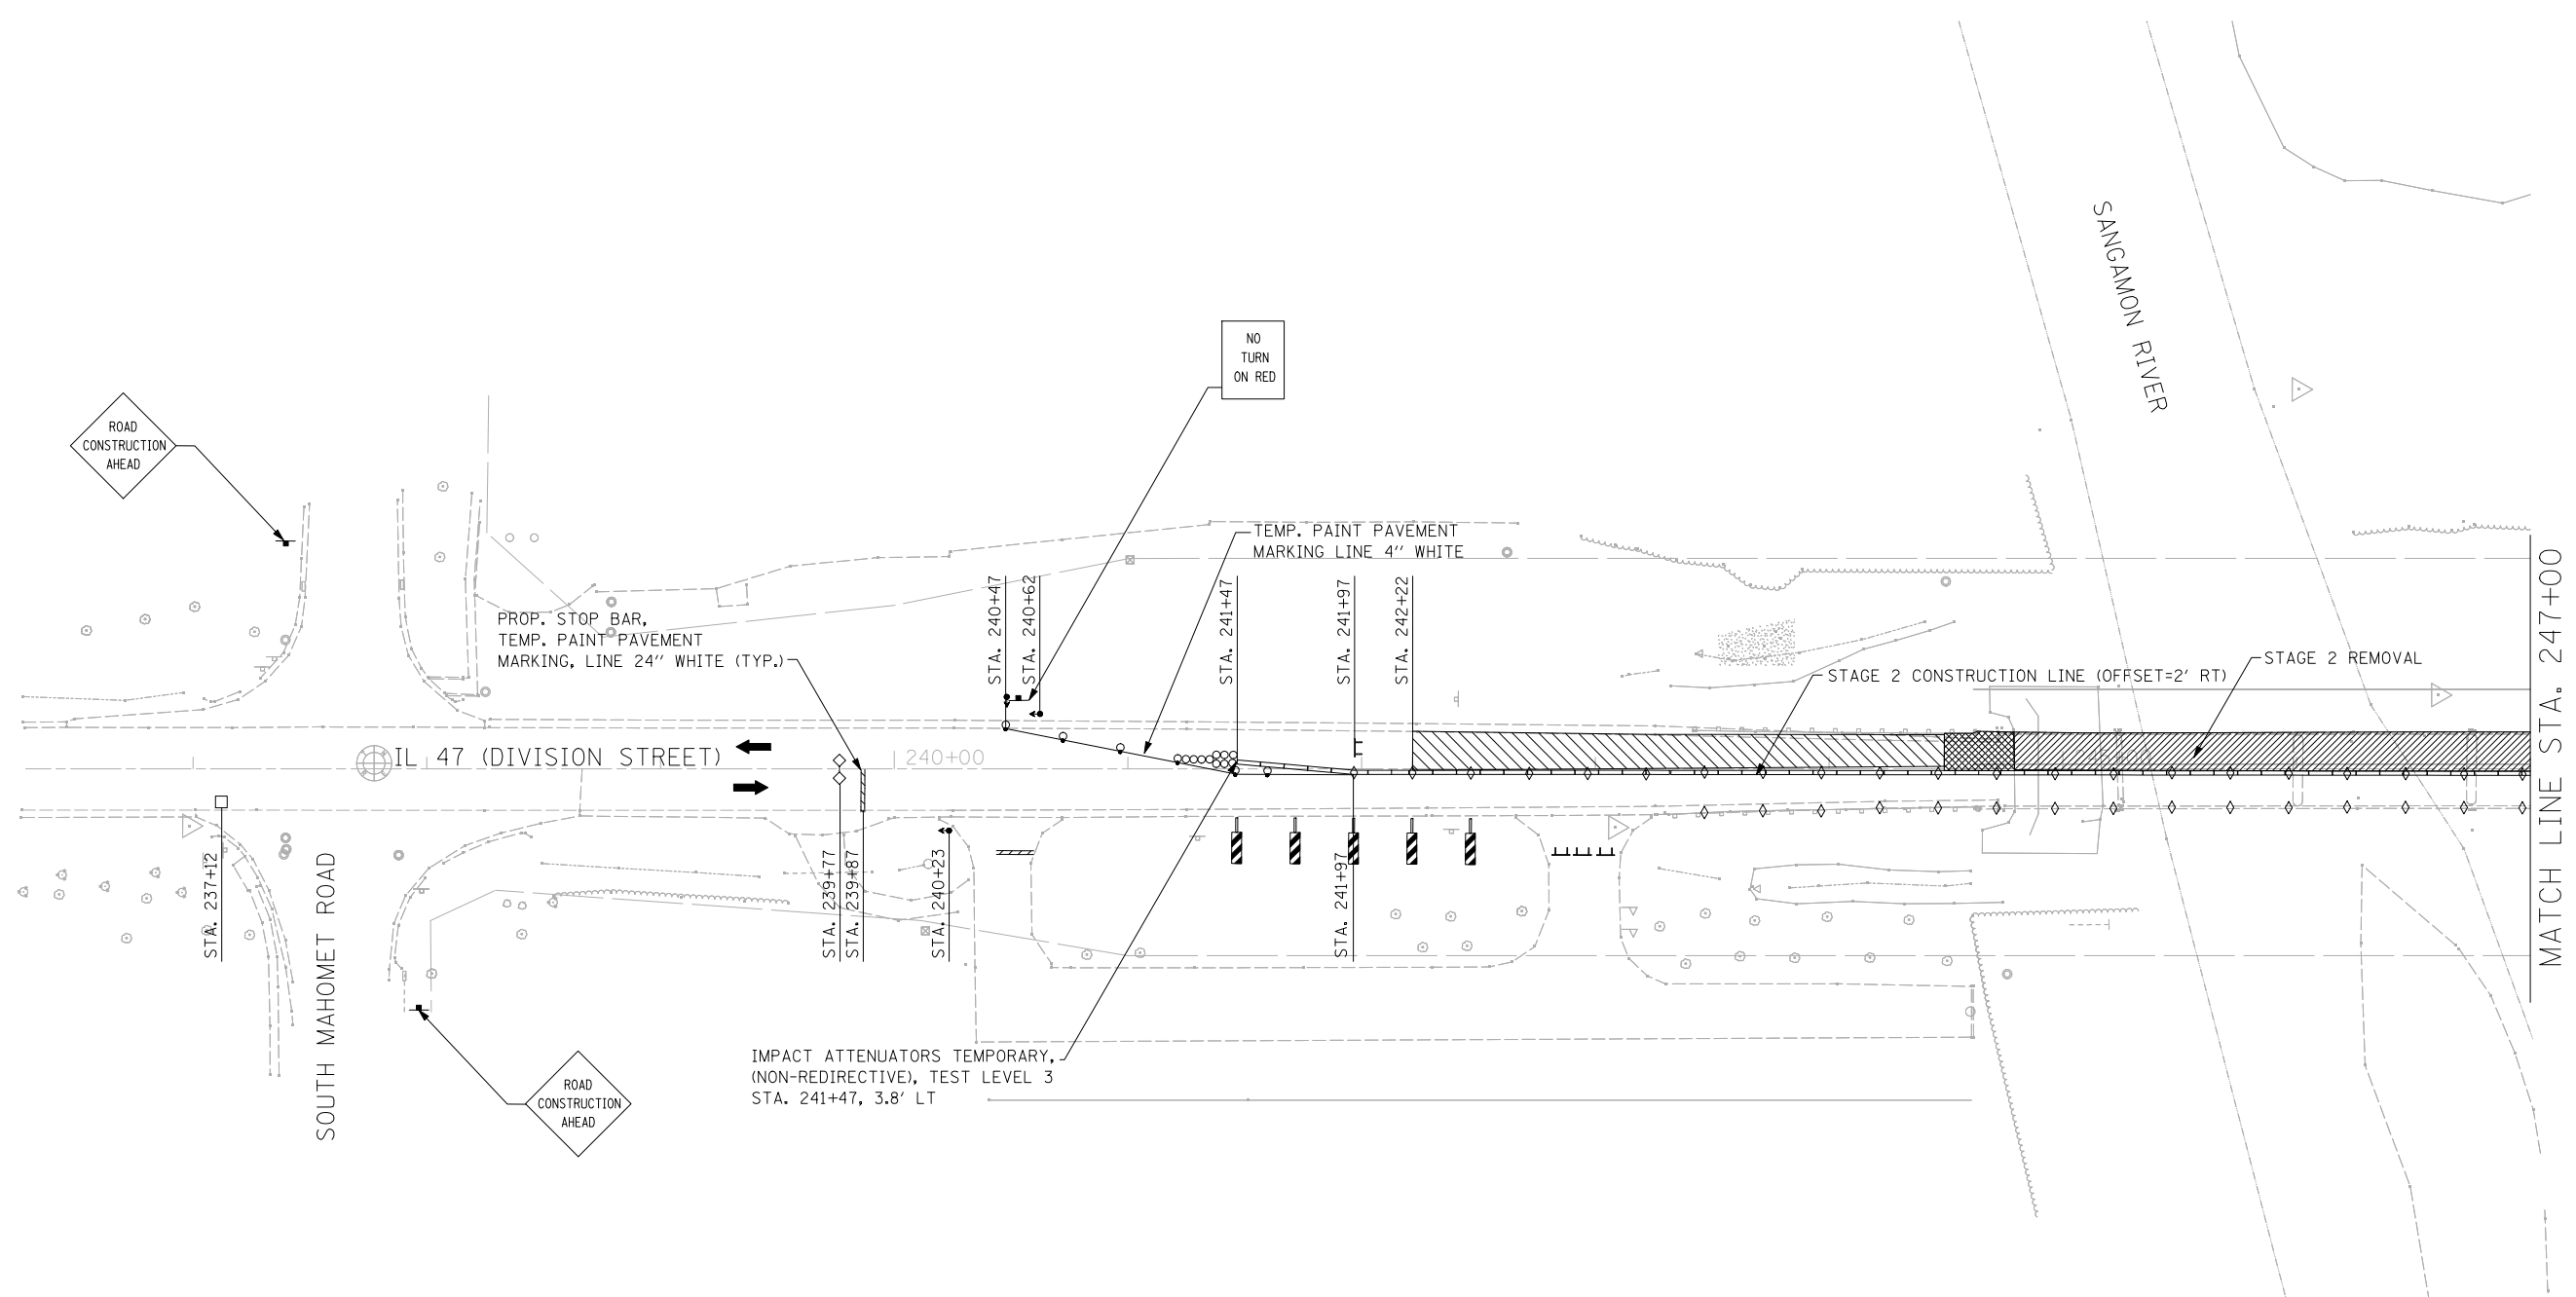 SANGAMON RIVER
NO
TURN
ON RED
ROAD
CONSTRUCTION
AHEAD
TEMP. PAINT PAVEMENT
MARKING LINE 4'' WHITE
STA. 240+47
STA. 240+62
STA. 241+47
STA. 241+97
STA. 242+22
PROP. STOP BAR,
TEMP. PAINT PAVEMENT
MARKING, LINE 24'' WHITE (TYP.)
STAGE 2 REMOVAL
STAGE 2 CONSTRUCTION LINE (OFFSET=2' RT)
MATCH LINE STA. 247+00
IL 47 (DIVISION STREET)
240+00
STA. 237+12
SOUTH MAHOMET ROAD
STA. 239+77
STA. 239+87
STA. 240+23
STA. 241+97
IMPACT ATTENUATORS TEMPORARY,
(NON-REDIRECTIVE), TEST LEVEL 3
STA. 241+47, 3.8' LT
ROAD
CONSTRUCTION
AHEAD